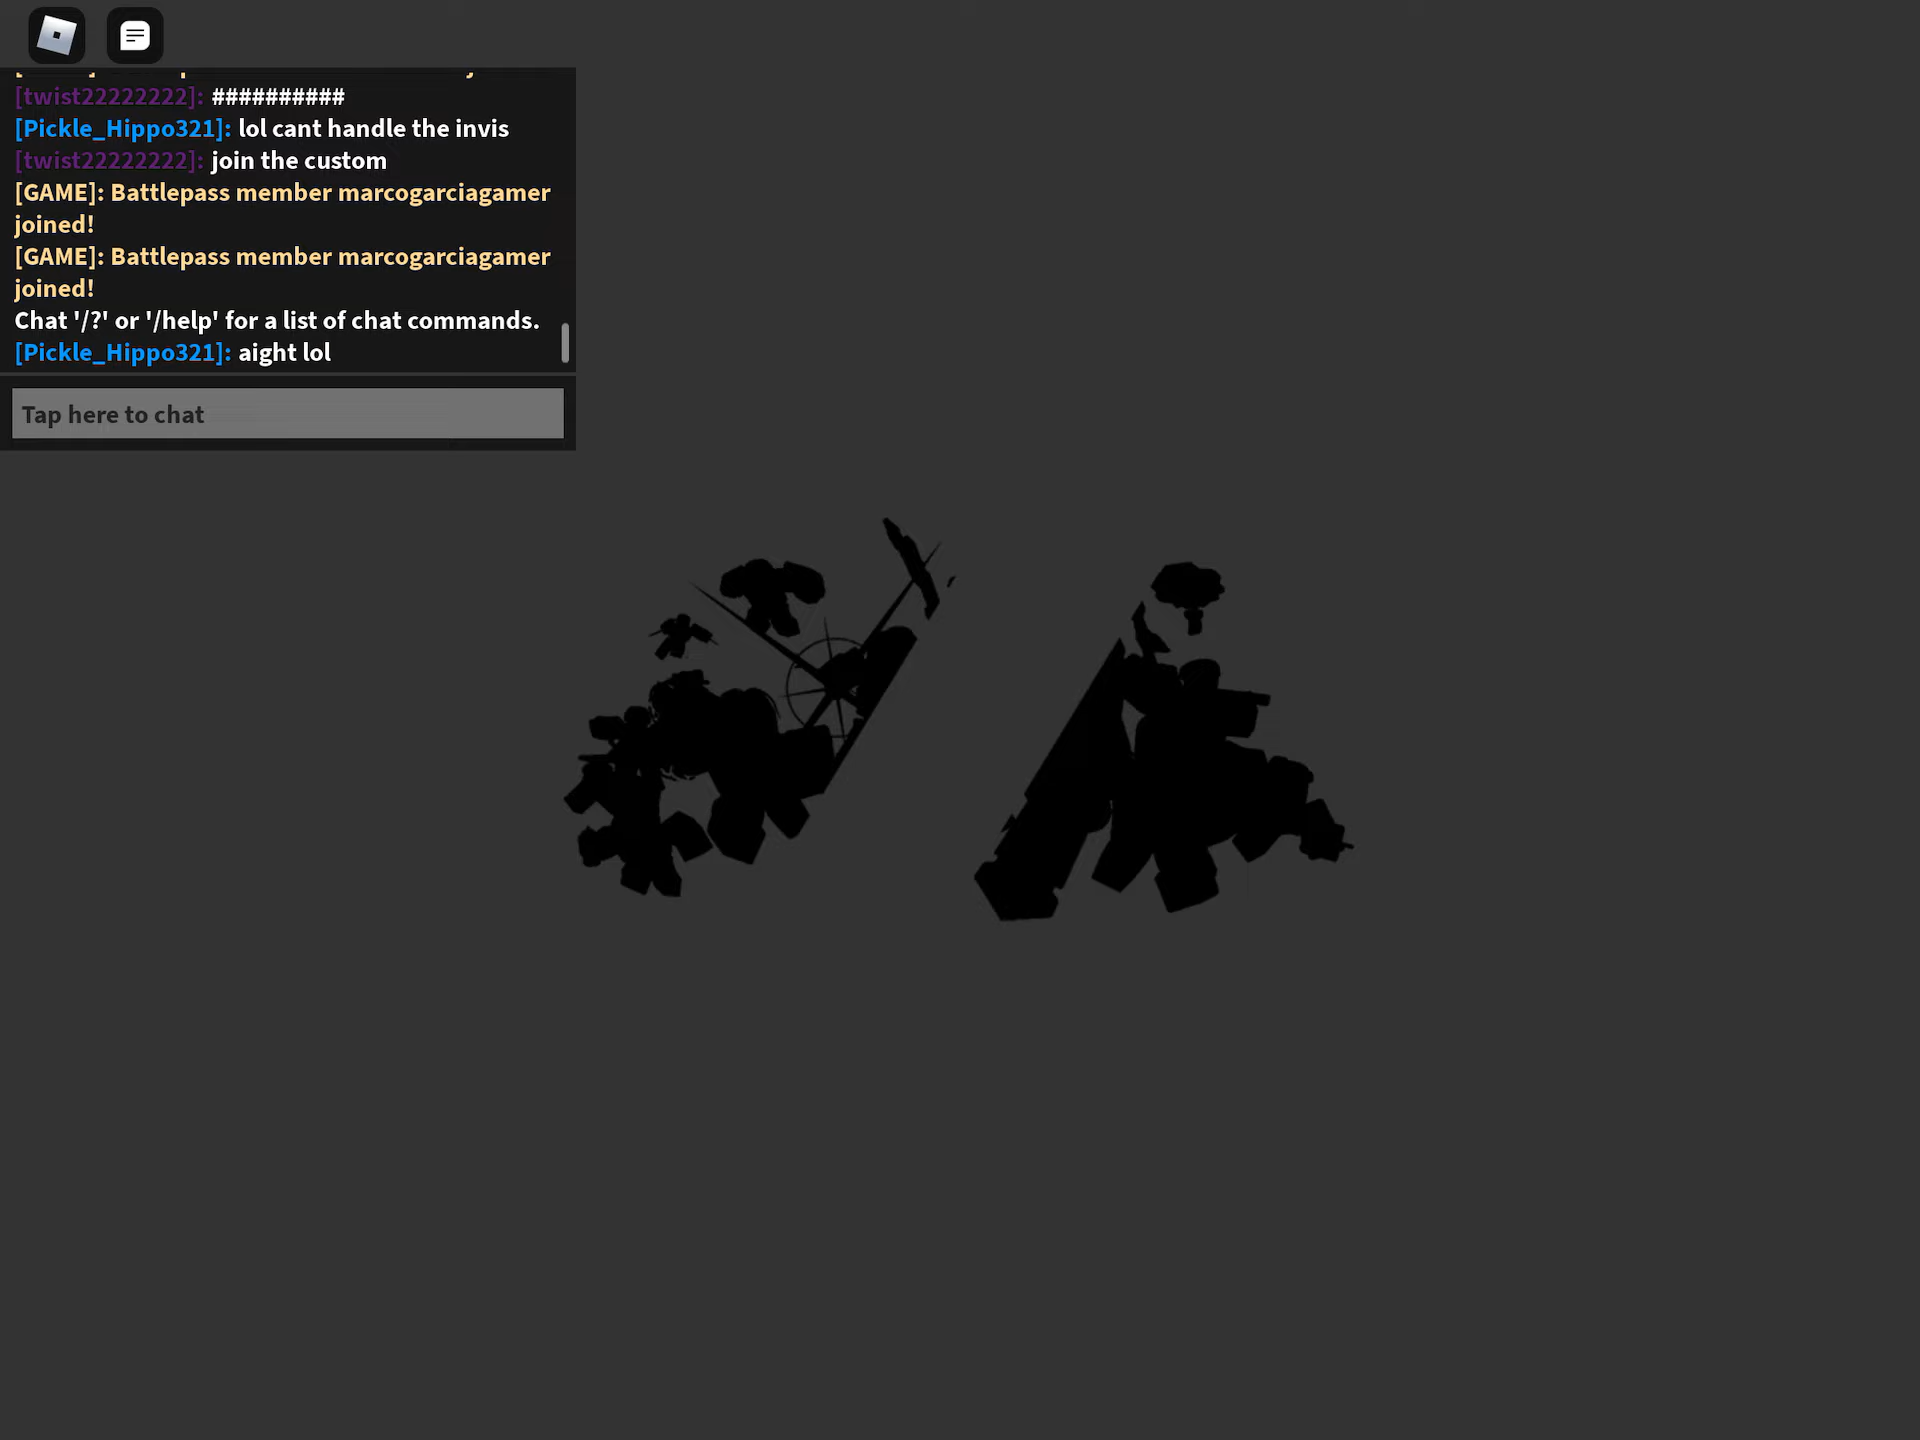 [twist22222222]: ##########
[Pickle_Hippo321]: lol cant handle the invis
[twist22222222]: join the custom
[GAME]: Battlepass member marcogarciagamer
joined!
[GAME]: Battlepass member marcogarciagamer
joined!
Chat '/?' or '/help' for a list of chat commands.
[Pickle_Hippo321]: aight lol
Tap here to chat